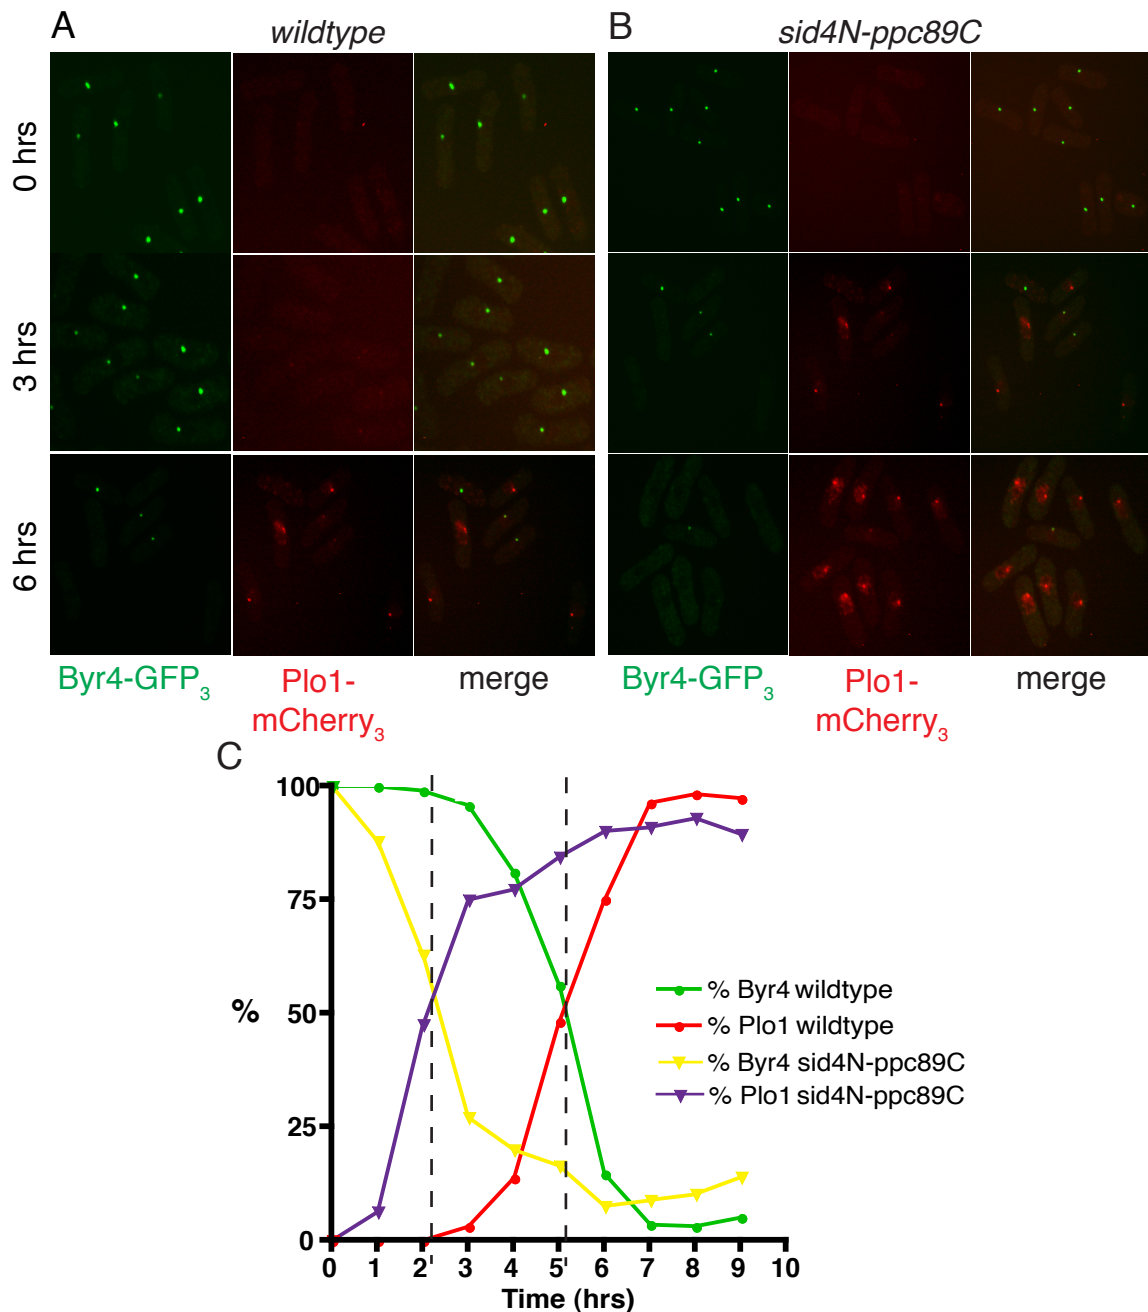 A
wildtype
B
sid4N-ppc89C
0 hrs
3 hrs
6 hrs
Byr4-GFP₃
Plo1-
mCherry₃
merge
Byr4-GFP₃
Plo1-
mCherry₃
merge
C
100
75
50
25
0
%
0 1 2 3 4 5 6 7 8 9 10
Time (hrs)
% Byr4 wildtype
% Plo1 wildtype
% Byr4 sid4N-ppc89C
% Plo1 sid4N-ppc89C